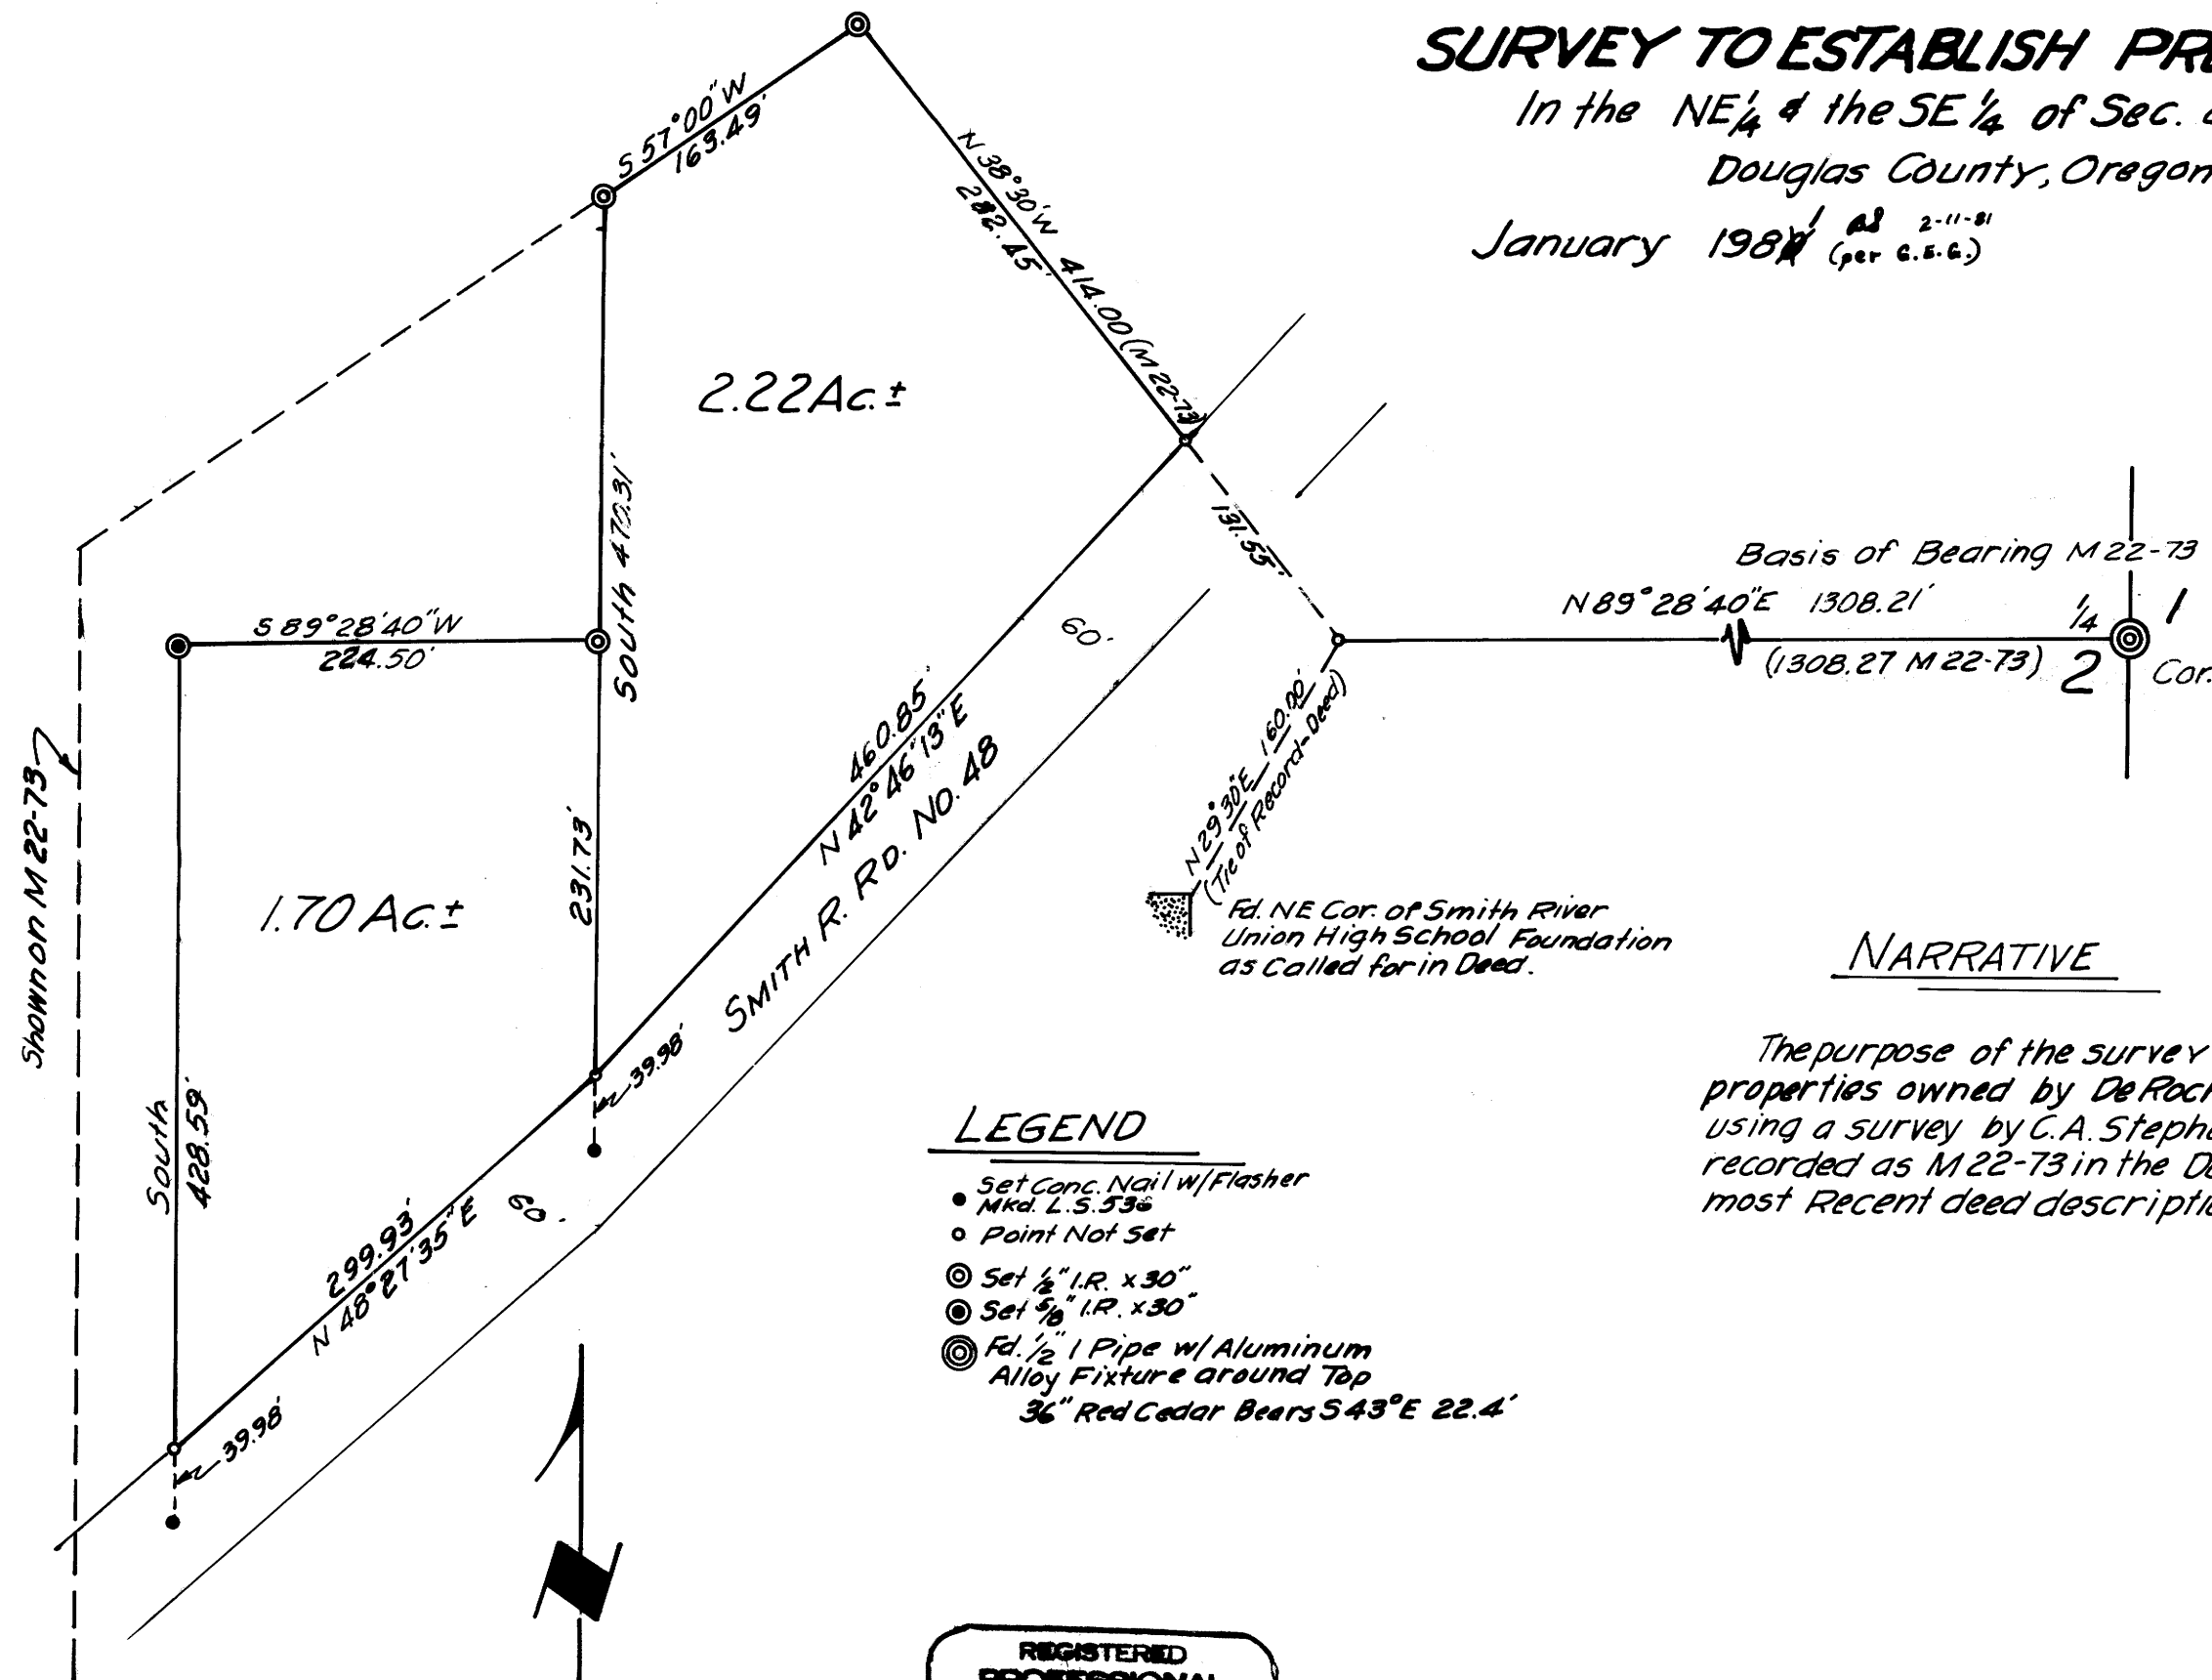 SURVEY TO ESTABLISH
In the NE 1/4 & the SE 1/4 of Sec.
Douglas County, Oregon
January 1981 2-11-81
(per G.E.G.)
S 57°00" W
163.49'
N 38°30' W
282.45'
414.00 (M 22-73)
2.22 Ac. ±
South 470.31'
131.55'
Basis of Bearing M 22-73
N 89°28'40" E 1308.21'
1/4
1
(1308.27 M 22-73)
2
Cor.
S 89°28'40" W
224.50'
60'
460.85'
N 42°46'13" E
SMITH R. RD. NO. 48
N 29°30' E 160.00'
(Tie of Record-Deed)
Shown on M 22-73
231.73'
1.70 Ac. ±
Fd. NE Cor. of Smith River
Union High School Foundation
as Called for in Deed.
NARRATIVE
The purpose of the survey
properties owned by
using a survey by C.A.
recorded as M 22-73 in the
most Recent deed
39.98'
South
428.59'
299.93'
N 48°27'35" E
60'
39.98'
LEGEND
Set Conc. Nail w/ Flasher
Mkd. L.S. 536
Point Not Set
Set 1/2" I.R. x 30"
Set 5/8" I.R. x 30"
Fd. 1/2" I Pipe w/ Aluminum
Alloy Fixture around Top
36" Red Cedar Bears S 43° E 22.4'
REGISTERED
PROFESSIONAL